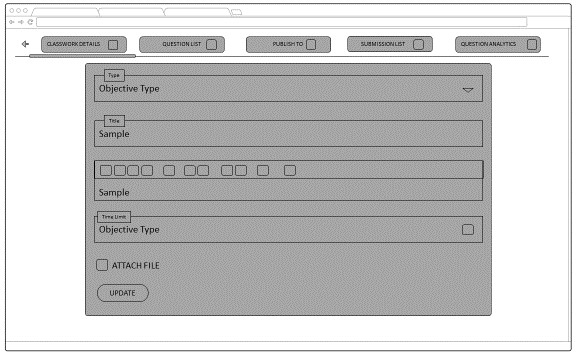 CLASSWORK DETAILS QUESTION LIST PUBLISH TO SUBMISSION LIST QUESTION ANALYTICS
Type
Objective Type
Title
Sample
Sample
Time Limit
Objective Type
ATTACH FILE
UPDATE